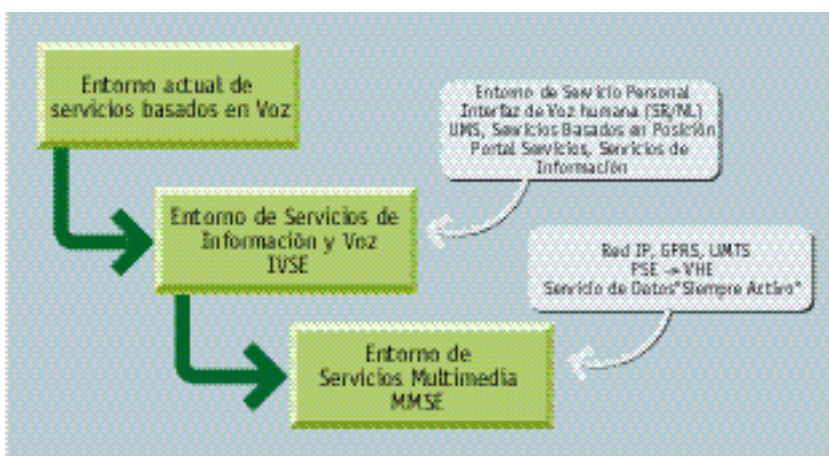 Entorno actual de
servicios basados en Voz
Entorno de Servicio Personal
Interfaz de Voz humana (SR/NL)
UMS, Servicios Basados en Posición
Portal Servicios, Servicios de
Información
Entorno de Servicios de
Información y Voz
IVSE
Red IP, GPRS, UMTS
PSE → VHE
Servicio de Datos"Siempre Activo"
Entorno de
Servicios Multimedia
MMSE